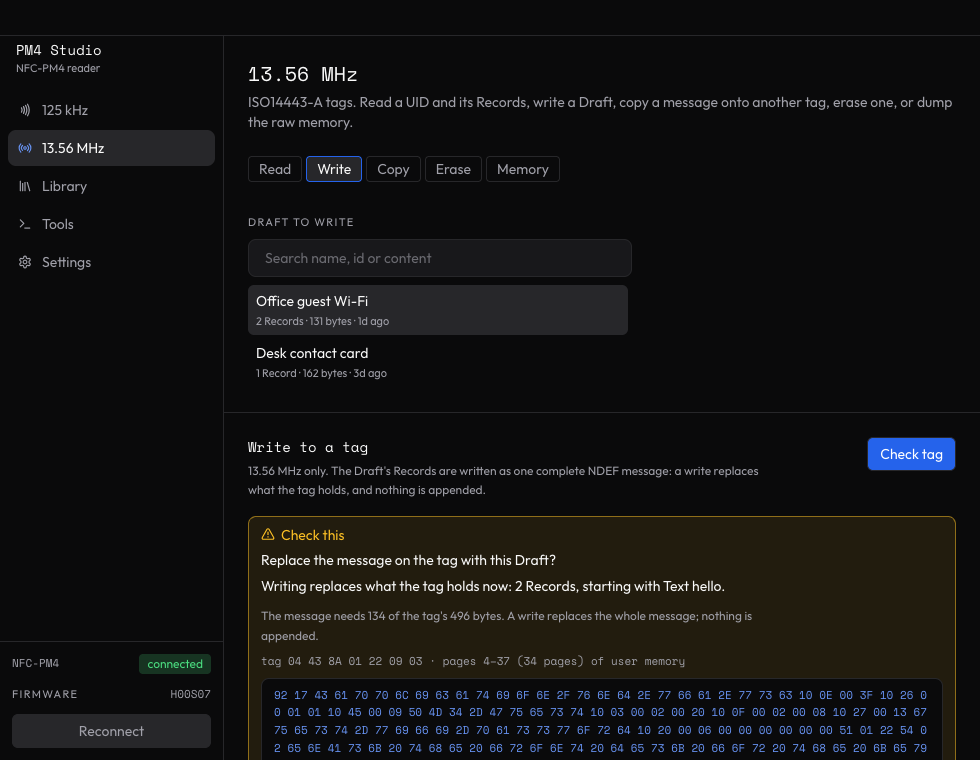 PM4 Studio
NFC-PM4 reader
125 kHz
13.56 MHz
Library
Tools
Settings
NFC-PM4
connected
FIRMWARE
H00S07
Reconnect
13.56 MHz
ISO14443-A tags. Read a UID and its Records, write a Draft, copy a message onto another tag, erase one, or dump
the raw memory.
Read
Write
Copy
Erase
Memory
DRAFT TO WRITE
Search name, id or content
Office guest Wi-Fi
2 Records · 131 bytes · 1d ago
Desk contact card
1 Record · 162 bytes · 3d ago
Write to a tag
13.56 MHz only. The Draft's Records are written as one complete NDEF message: a write replaces
what the tag holds, and nothing is appended.
Check tag
Check this
Replace the message on the tag with this Draft?
Writing replaces what the tag holds now: 2 Records, starting with Text hello.
The message needs 134 of the tag's 496 bytes. A write replaces the whole message; nothing is
appended.
tag 04 43 8A 01 22 09 03 · pages 4–37 (34 pages) of user memory
92 17 43 61 70 70 6C 69 63 61 74 69 6F 6E 2F 76 6E 64 2E 77 66 61 2E 77 73 63 10 0E 00 3F 10 26 0
0 01 01 10 45 00 09 50 4D 34 2D 47 75 65 73 74 10 03 00 02 00 20 10 0F 00 02 00 08 10 27 00 13 67
75 65 73 74 2D 77 69 66 69 2D 70 61 73 73 77 6F 72 64 10 20 00 06 00 00 00 00 00 00 51 01 22 54 0
2 65 6E 41 73 6B 20 74 68 65 20 66 72 6F 6E 74 20 64 65 73 6B 20 66 6F 72 20 74 68 65 20 6B 65 79